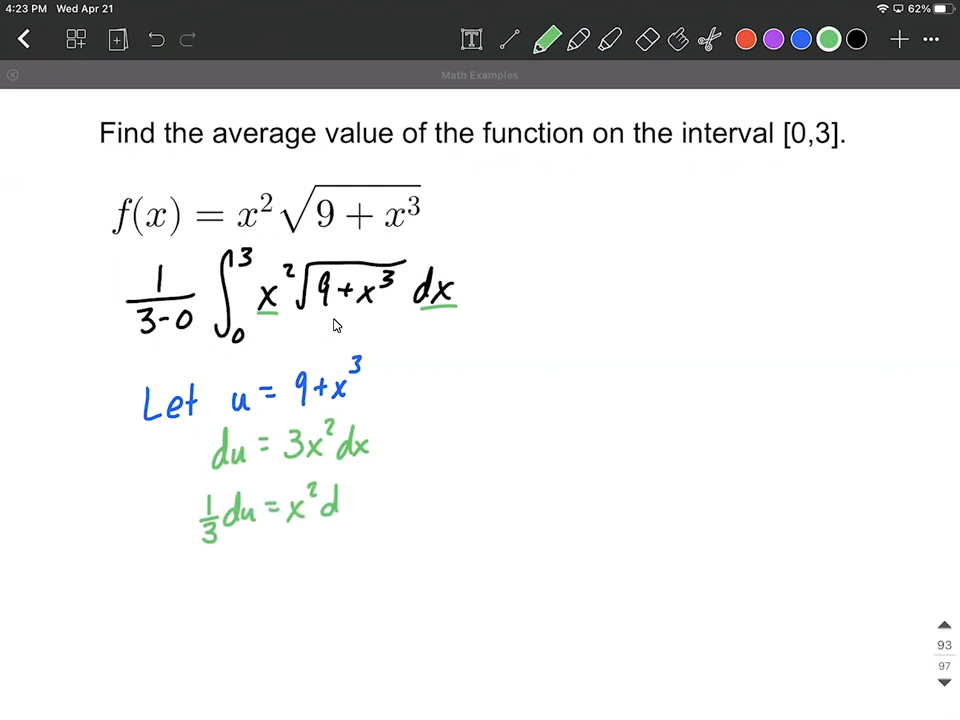 4:23 PM Wed Apr 21 62%
T
Math Examples
Find the average value of the function on the interval [0,3].
f(x) = x²√(9 + x³)
1/(3-0) ∫₀³ x²√(9+x³) dx
Let u = 9+x³
du = 3x²dx
1/3 du = x²d
93
97